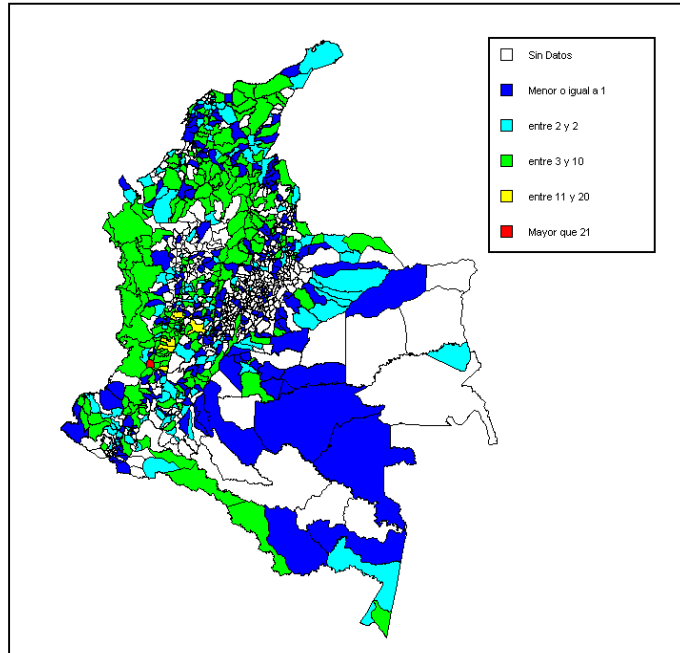 Sin Datos
Menor o igual a 1
entre 2 y 2
entre 3 y 10
entre 11 y 20
Mayor que 21